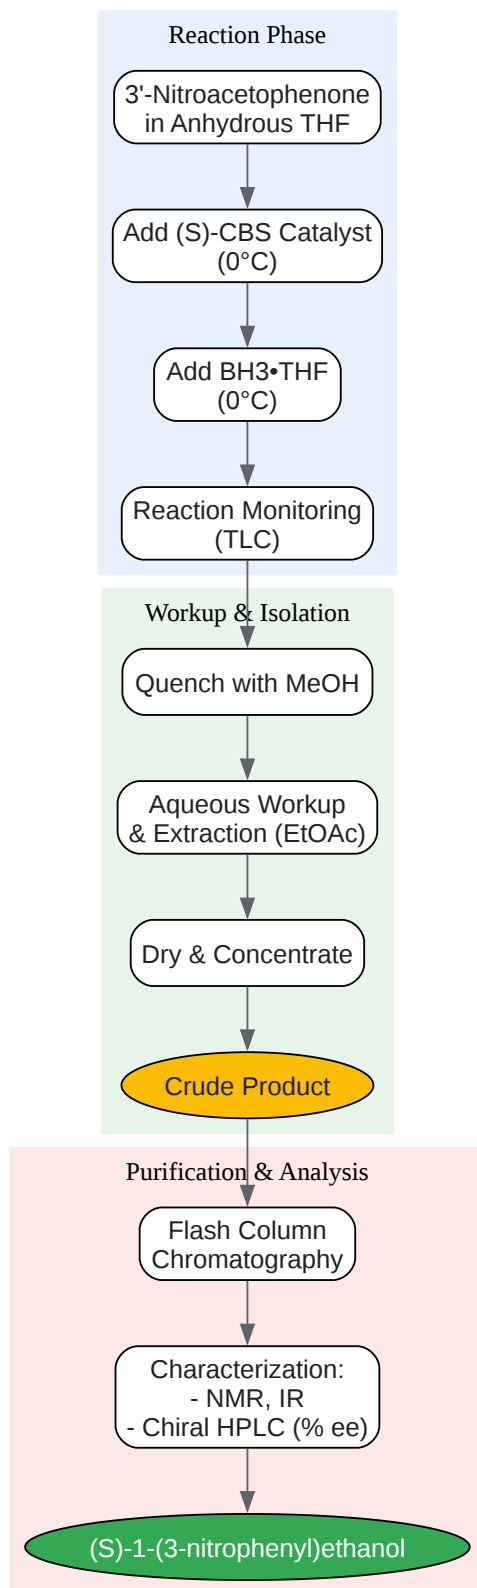 Reaction Phase
3'-Nitroacetophenone
in Anhydrous THF
Add (S)-CBS Catalyst
(0°C)
Add BH3•THF
(0°C)
Reaction Monitoring
(TLC)
Workup & Isolation
Quench with MeOH
Aqueous Workup
& Extraction (EtOAc)
Dry & Concentrate
Crude Product
Purification & Analysis
Flash Column
Chromatography
Characterization:
- NMR, IR
- Chiral HPLC (% ee)
(S)-1-(3-nitrophenyl)ethanol